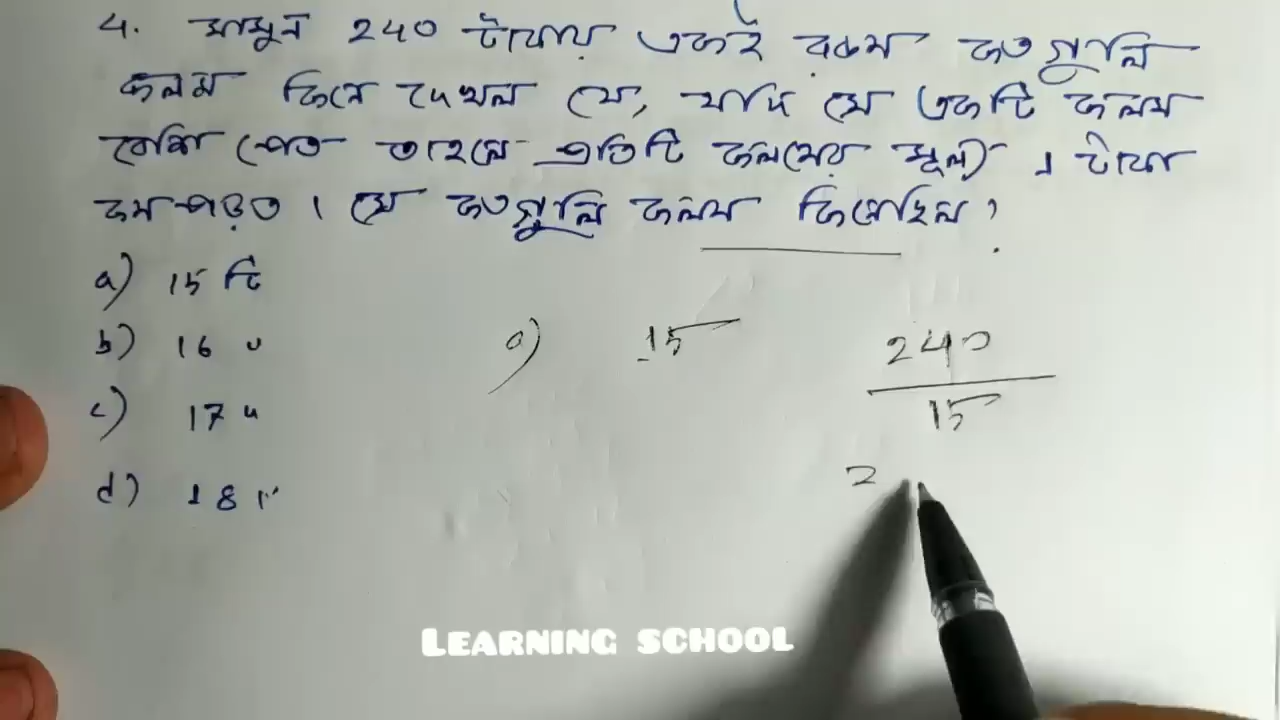 4. মামুন 240 টাকায় একই রকম কতগুলি
কলম কিনে দেখল যে, যদি সে একটি কলম
বেশি পেত তাহলে প্রতিটি কলমের মূল্য 1 টাকা
কম পড়ত। সে কতগুলি কলম কিনেছিল?
a) 15 টি
b) 16 "
c) 17 "
d) 18 "
a) 15
240
15
2
LEARNING SCHOOL